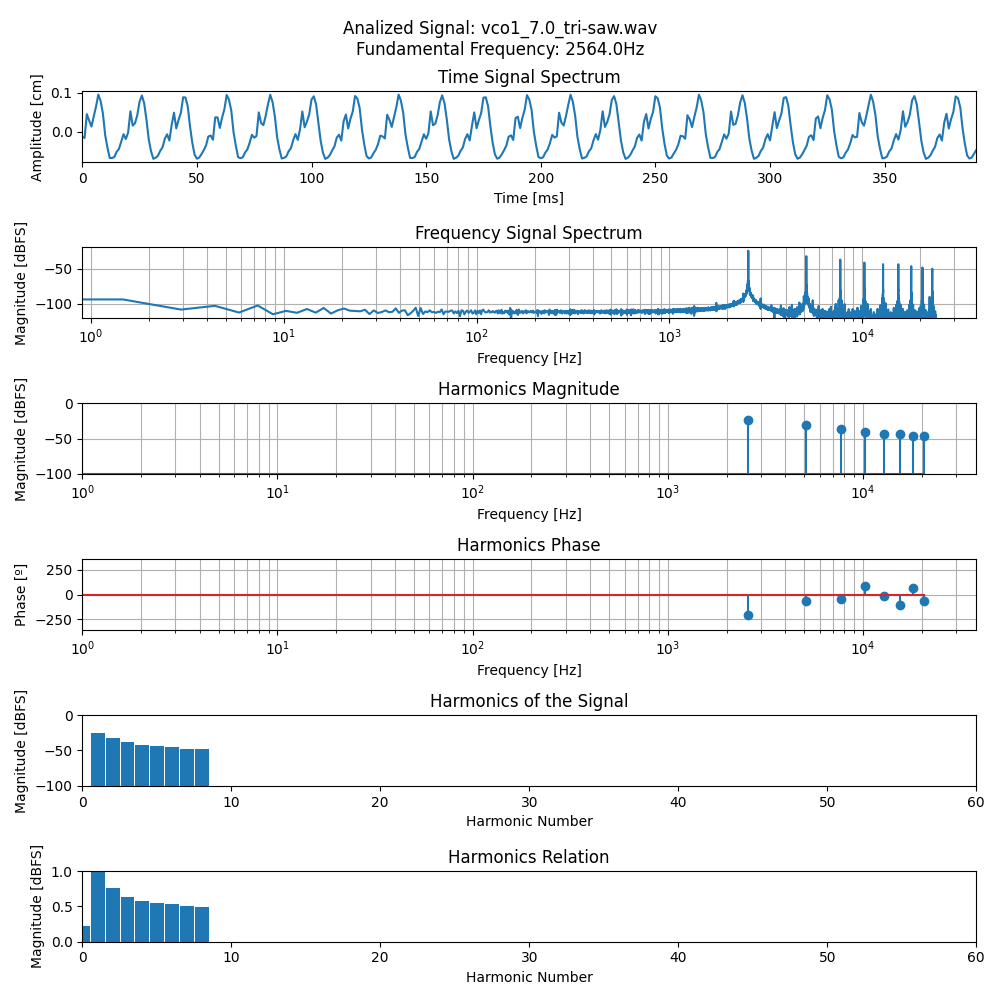 Analized Signal: vco1_7.0_tri-saw.wav
Fundamental Frequency: 2564.0Hz
Time Signal Spectrum
Amplitude [cm]
0.1
0.0
0 50 100 150 200 250 300 350
Time [ms]
Frequency Signal Spectrum
Magnitude [dBFS]
−50
−100
10^0 10^1 10^2 10^3 10^4
Frequency [Hz]
Harmonics Magnitude
Magnitude [dBFS]
0
−50
−100
10^0 10^1 10^2 10^3 10^4
Frequency [Hz]
Harmonics Phase
Phase [º]
250
0
−250
10^0 10^1 10^2 10^3 10^4
Frequency [Hz]
Harmonics of the Signal
Magnitude [dBFS]
0
−50
−100
0 10 20 30 40 50 60
Harmonic Number
Harmonics Relation
Magnitude [dBFS]
1.0
0.5
0.0
0 10 20 30 40 50 60
Harmonic Number